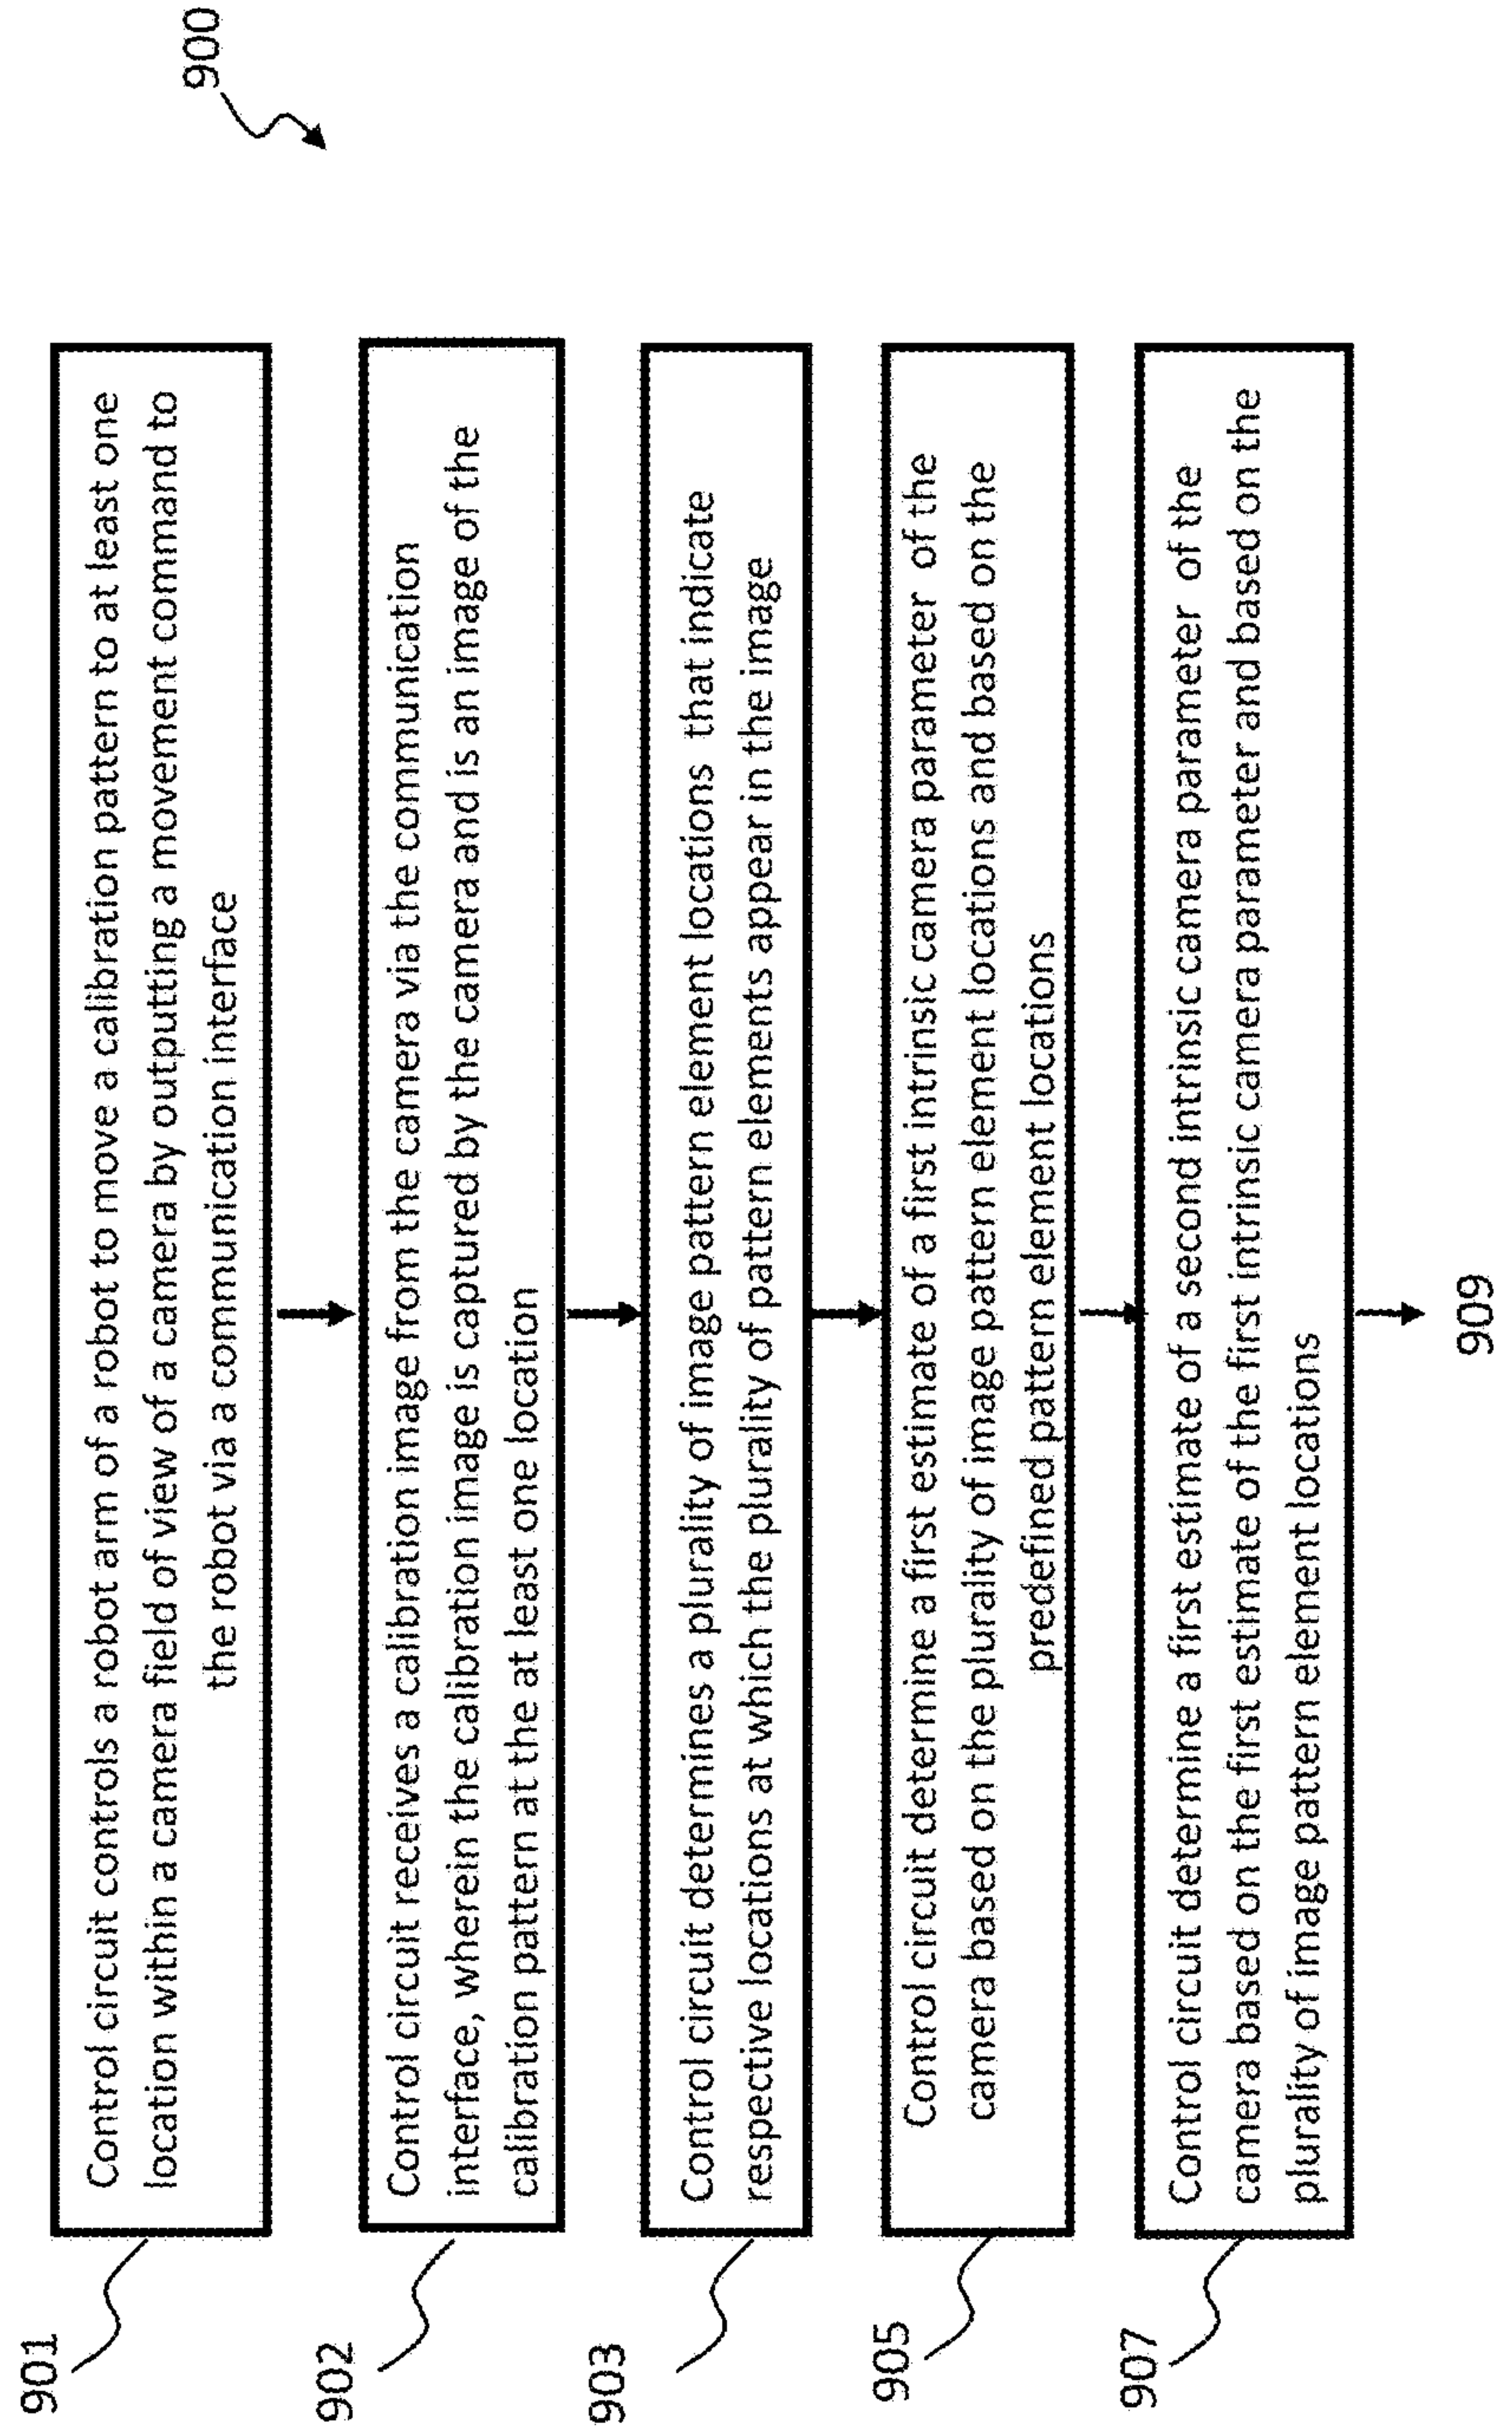 900
901
Control circuit controls a robot arm of a robot to move a calibration pattern to at least one
location within a camera field of view of a camera by outputting a movement command to
the robot via a communication interface
902
Control circuit receives a calibration image from the camera via the communication
interface, wherein the calibration image is captured by the camera and is an image of the
calibration pattern at the at least one location
903
Control circuit determines a plurality of image pattern element locations that indicate
respective locations at which the plurality of pattern elements appear in the image
905
Control circuit determine a first estimate of a first intrinsic camera parameter of the
camera based on the plurality of image pattern element locations and based on the
predefined pattern element locations
907
Control circuit determine a first estimate of a second intrinsic camera parameter of the
camera based on the first estimate of the first intrinsic camera parameter and based on the
plurality of image pattern element locations
909